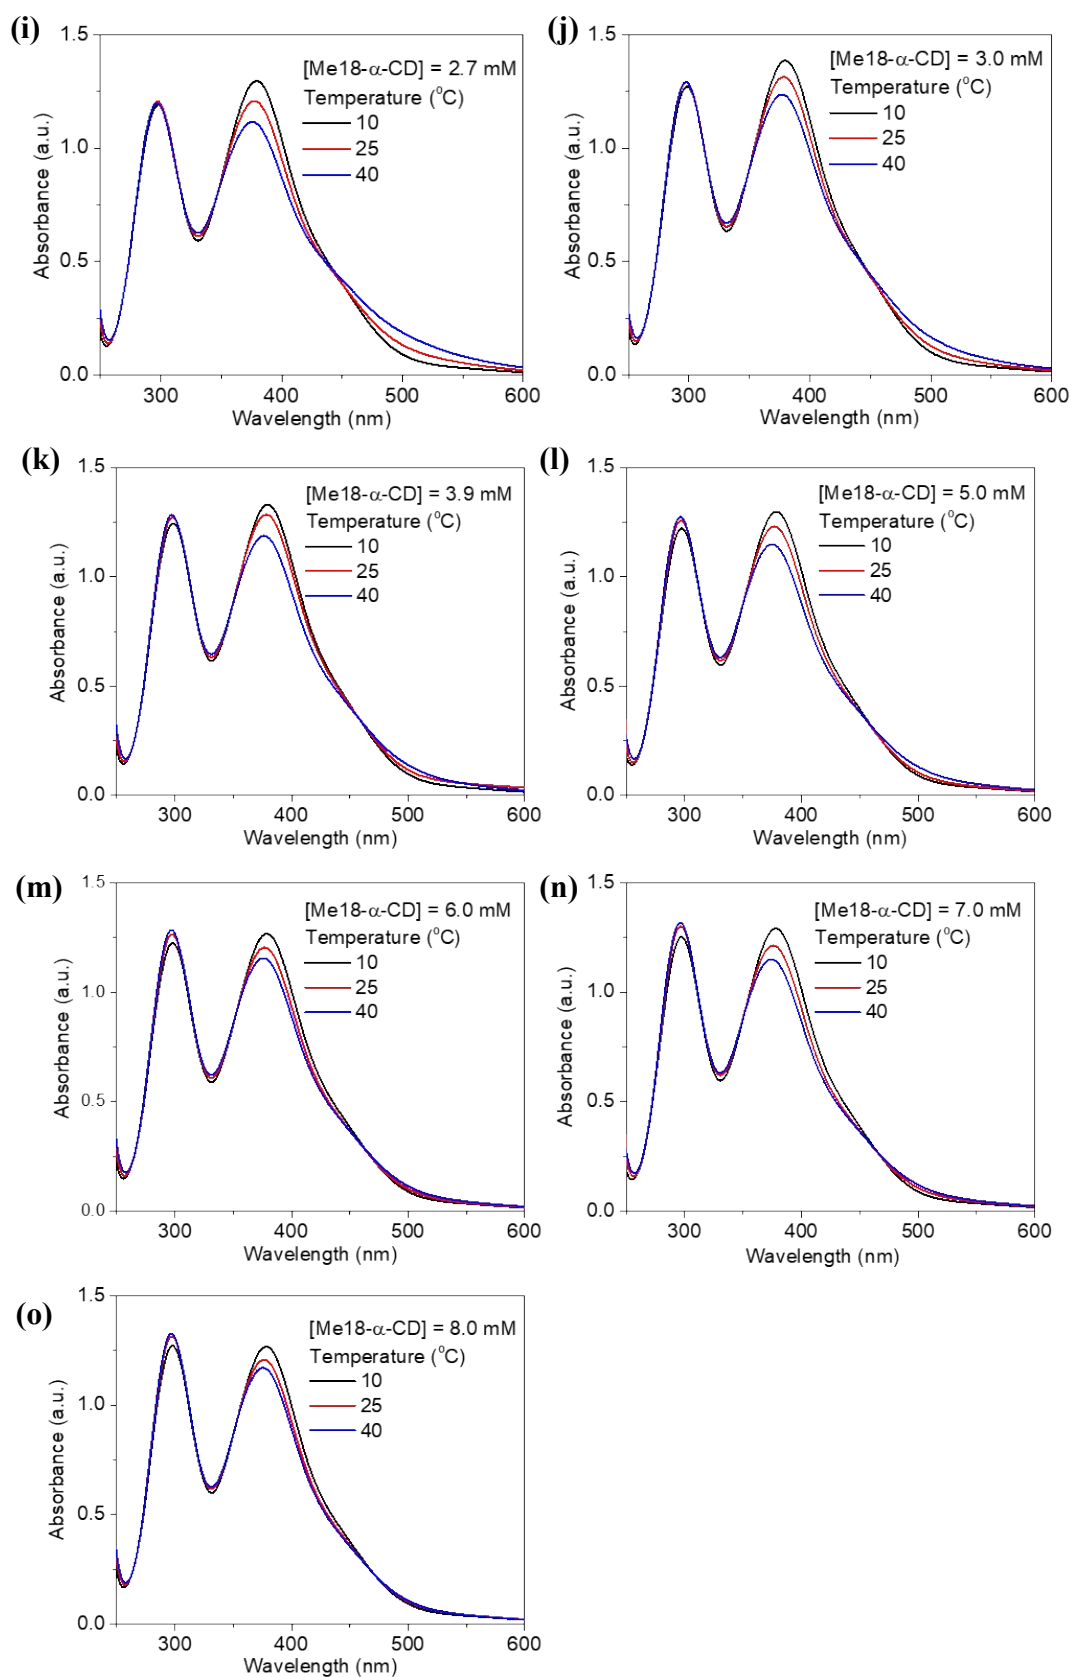 (i)
[Me18-α-CD] = 2.7 mM
Temperature (°C)
10
25
40
1.5
1.0
0.5
0.0
300
400
500
600
Absorbance (a.u.)
Wavelength (nm)
(j)
[Me18-α-CD] = 3.0 mM
Temperature (°C)
10
25
40
1.5
1.0
0.5
0.0
300
400
500
600
Absorbance (a.u.)
Wavelength (nm)
(k)
[Me18-α-CD] = 3.9 mM
Temperature (°C)
10
25
40
1.5
1.0
0.5
0.0
300
400
500
600
Absorbance (a.u.)
Wavelength (nm)
(l)
[Me18-α-CD] = 5.0 mM
Temperature (°C)
10
25
40
1.5
1.0
0.5
0.0
300
400
500
600
Absorbance (a.u.)
Wavelength (nm)
(m)
[Me18-α-CD] = 6.0 mM
Temperature (°C)
10
25
40
1.5
1.0
0.5
0.0
300
400
500
600
Absorbance (a.u.)
Wavelength (nm)
(n)
[Me18-α-CD] = 7.0 mM
Temperature (°C)
10
25
40
1.5
1.0
0.5
0.0
300
400
500
600
Absorbance (a.u.)
Wavelength (nm)
(o)
[Me18-α-CD] = 8.0 mM
Temperature (°C)
10
25
40
1.5
1.0
0.5
0.0
300
400
500
600
Absorbance (a.u.)
Wavelength (nm)